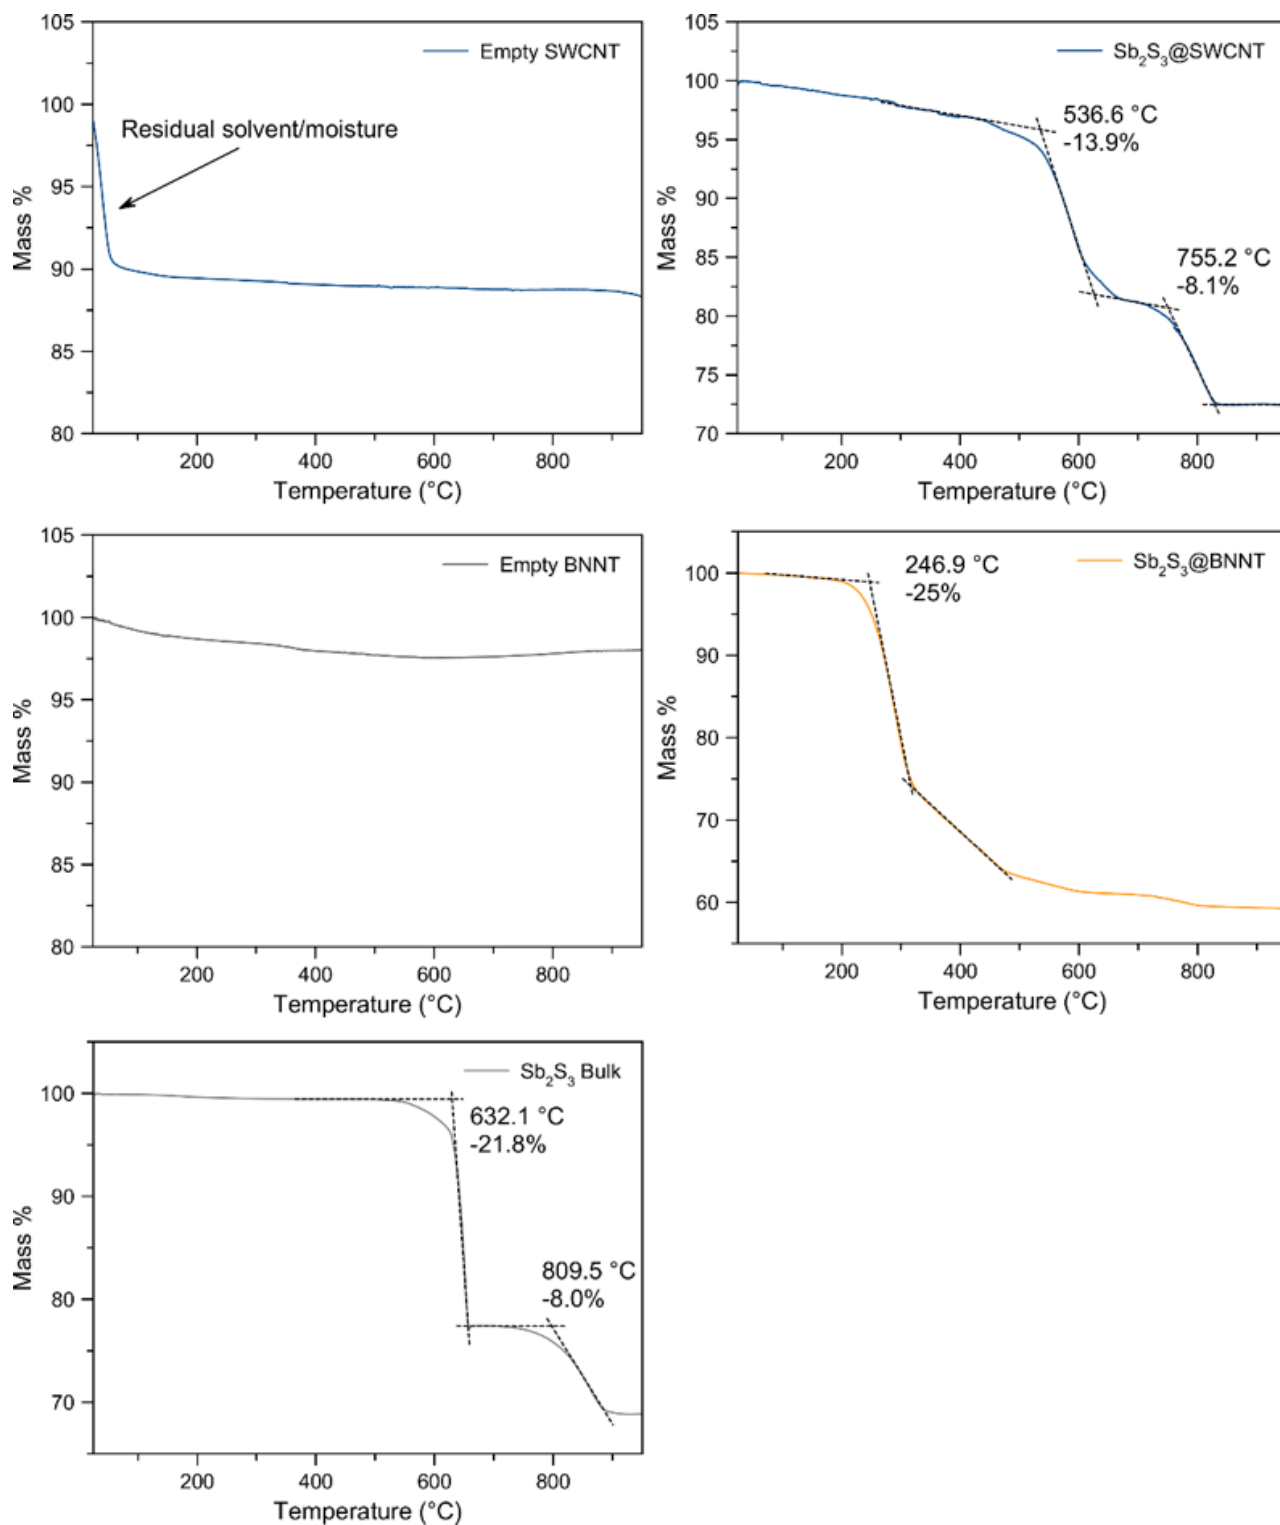 105
100
95
90
85
80
Mass %
Empty SWCNT
Residual solvent/moisture
200 400 600 800
Temperature (°C)
105
100
95
90
85
80
75
70
Mass %
Sb₂S₃@SWCNT
536.6 °C
-13.9%
755.2 °C
-8.1%
200 400 600 800
Temperature (°C)
105
100
95
90
85
80
Mass %
Empty BNNT
200 400 600 800
Temperature (°C)
100
90
80
70
60
Mass %
246.9 °C
-25%
Sb₂S₃@BNNT
200 400 600 800
Temperature (°C)
100
90
80
70
Mass %
Sb₂S₃ Bulk
632.1 °C
-21.8%
809.5 °C
-8.0%
200 400 600 800
Temperature (°C)